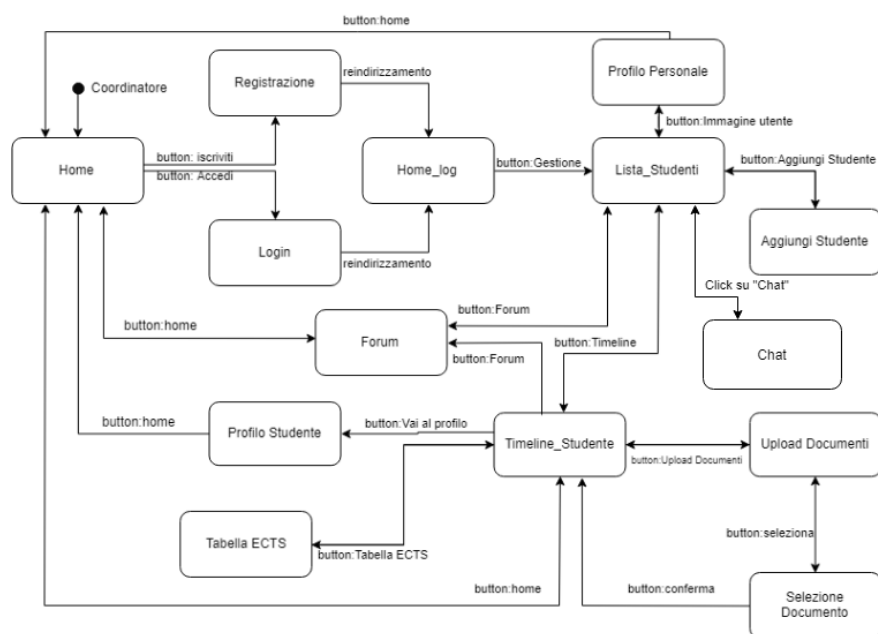 button:home
Profilo Personale
Registrazione
reindirizzamento
Coordinatore
button:Immagine utente
Home
button: iscriviti
button: Accedi
Home_log
button:Gestione
Lista_Studenti
button:Aggiungi Studente
Login
reindirizzamento
Aggiungi Studente
Click su "Chat"
button:home
Forum
button:Forum
button:Forum
button:Timeline
Chat
button:home
Profilo Studente
button:Vai al profilo
Timeline_Studente
button:Upload Documenti
Upload Documenti
Tabella ECTS
button:Tabella ECTS
button:seleziona
button:home
button:conferma
Selezione
Documento